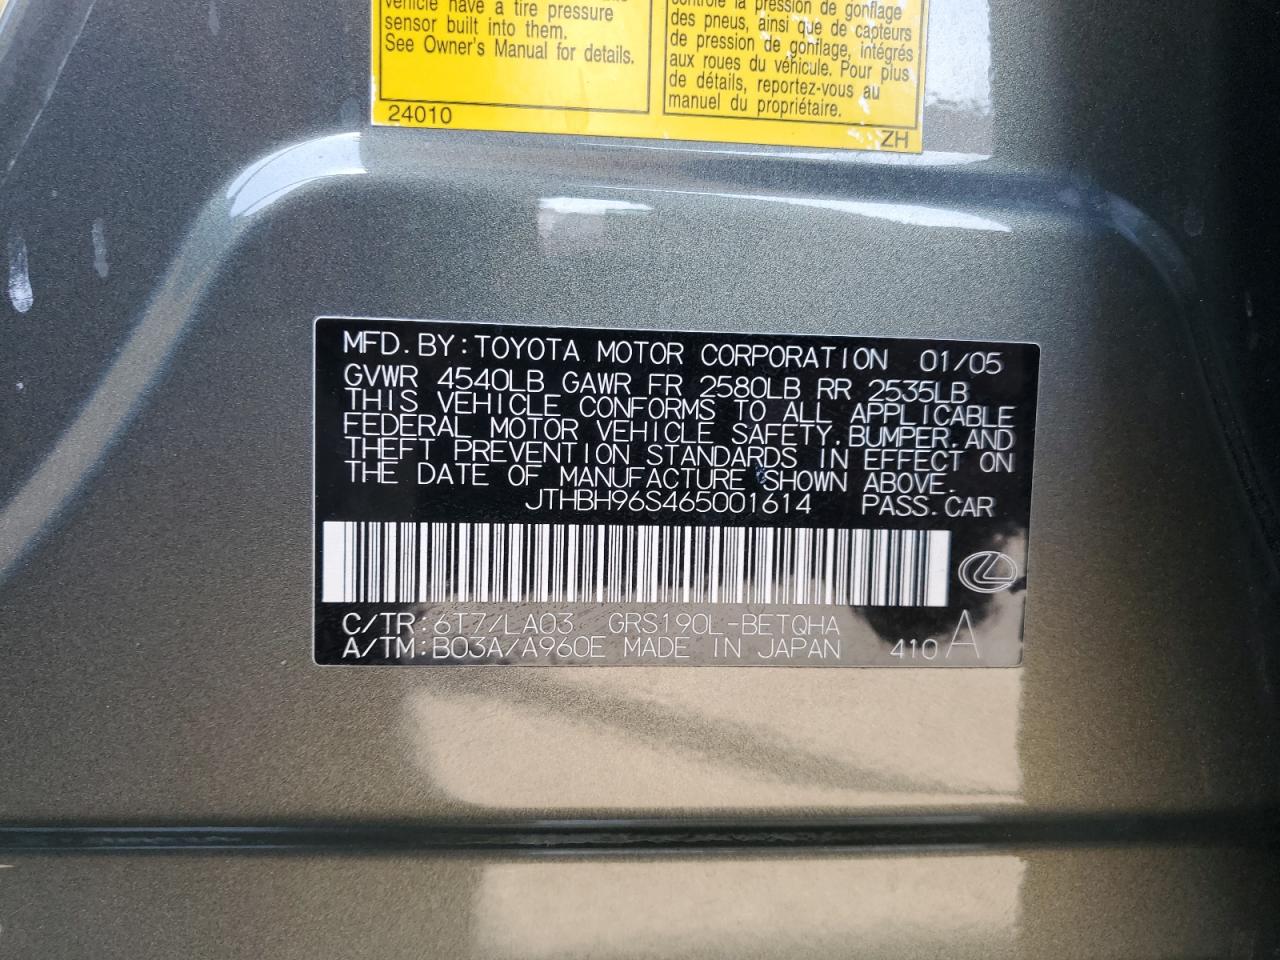 vehicle have a tire pressure
sensor built into them.
See Owner's Manual for details.
24010
contrôle la pression de gonflage
des pneus, ainsi que de capteurs
de pression de gonflage, intégrés
aux roues du véhicule. Pour plus
de détails, reportez-vous au
manuel du propriétaire.
ZH
MFD. BY: TOYOTA MOTOR CORPORATION 01/05
GVWR 4540LB GAWR FR 2580LB RR 2535LB
THIS VEHICLE CONFORMS TO ALL APPLICABLE
FEDERAL MOTOR VEHICLE SAFETY, BUMPER, AND
THEFT PREVENTION STANDARDS IN EFFECT ON
THE DATE OF MANUFACTURE SHOWN ABOVE.
JTHBH96S465001614 PASS. CAR
C/TR: 6T7/LA03 GRS190L-BETQHA
A/TM: B03A/A960E MADE IN JAPAN 410 A